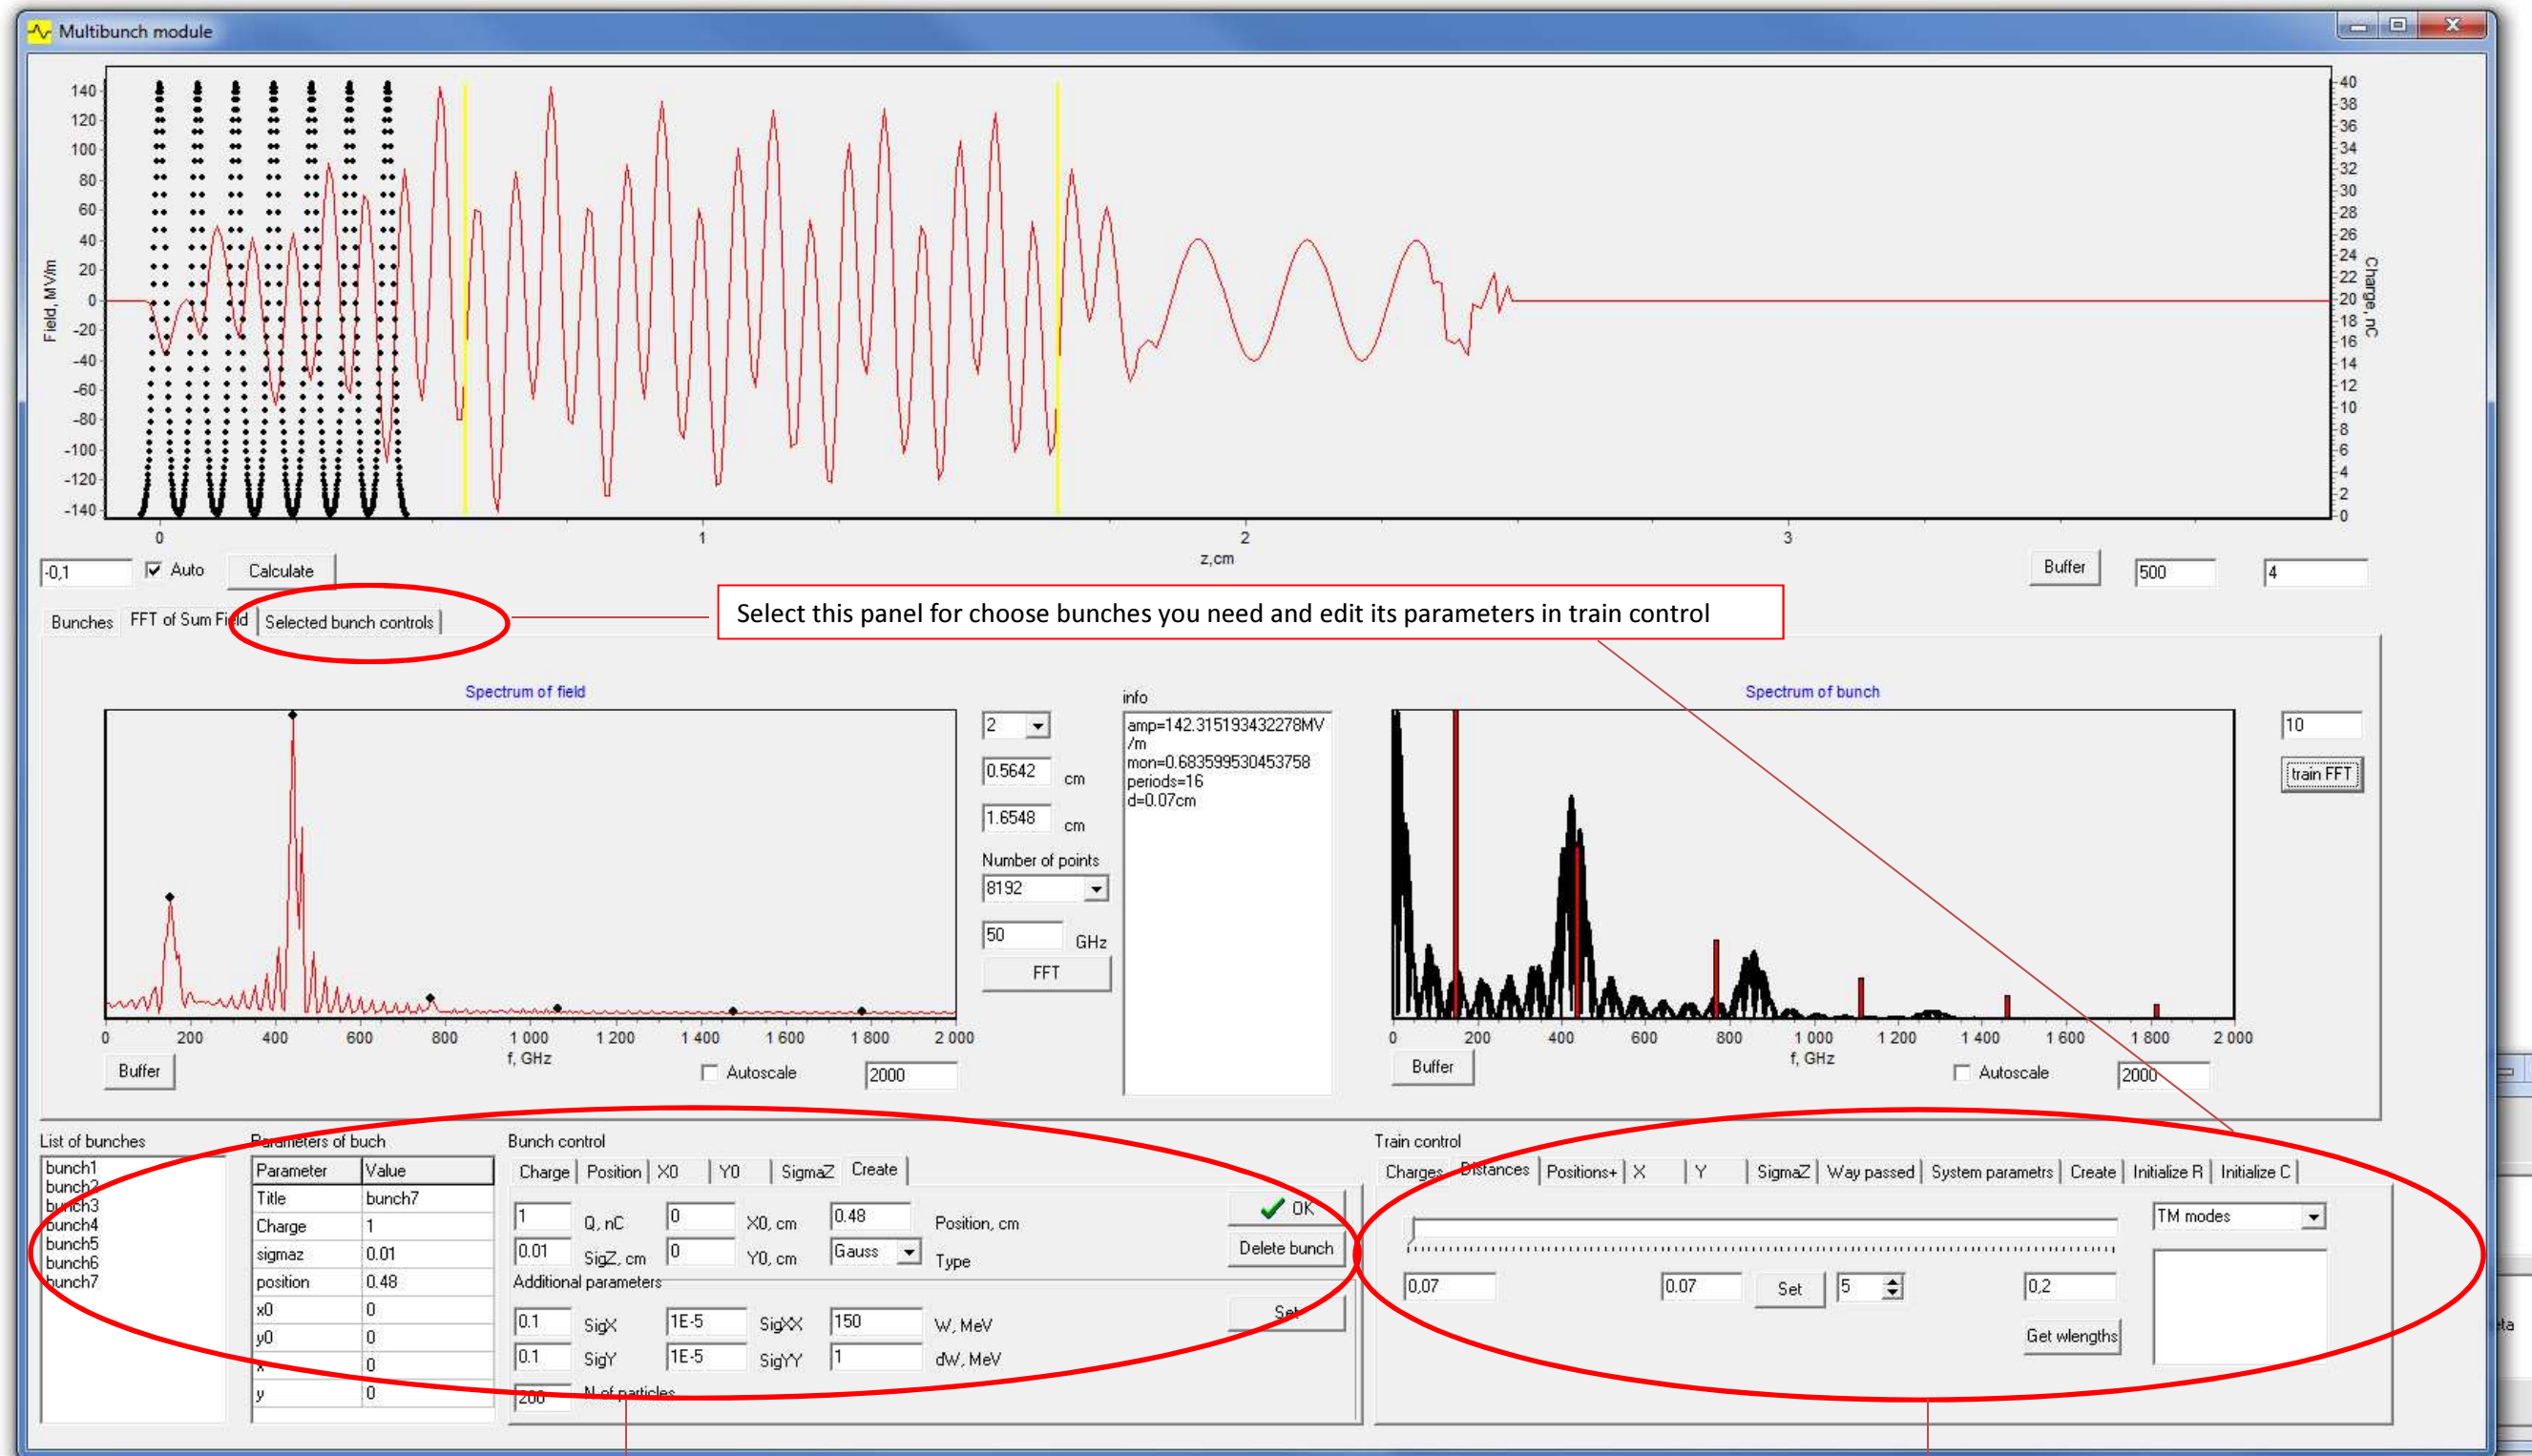 Multibunch module
140
120
100
80
60
40
20
0
-20
-40
-60
-80
-100
-120
-140
Field, MV/m
40
38
36
34
32
30
28
26
24
22
20
18
16
14
12
10
8
6
4
2
0
Charge, nC
0 1 2 3
z,cm
-0,1 Auto Calculate Buffer 500 4
Select this panel for choose bunches you need and edit its parameters in train control
Bunches FFT of Sum Field Selected bunch controls
Spectrum of field
0 200 400 600 800 1 000 1 200 1 400 1 600 1 800 2 000
f, GHz
Buffer Autoscale 2000
2
0.5642 cm
1.6548 cm
Number of points
8192
50 GHz
FFT
info
amp=142.315193432278MV
/m
mon=0.683599530453758
periods=16
d=0.07cm
Spectrum of bunch
0 200 400 600 800 1 000 1 200 1 400 1 600 1 800 2 000
f, GHz
Buffer Autoscale 2000
10
train FFT
List of bunches
bunch1
bunch2
bunch3
bunch4
bunch5
bunch6
bunch7
Parameters of buch
Parameter Value
Title bunch7
Charge 1
sigmaz 0.01
position 0.48
x0 0
y0 0
x 0
y 0
Bunch control
Charge Position X0 Y0 SigmaZ Create
1 Q, nC 0 X0, cm 0.48 Position, cm OK
0.01 SigZ, cm 0 Y0, cm Gauss Type Delete bunch
Additional parameters
0.1 SigX 1E-5 SigXX 150 W, MeV Set
0.1 SigY 1E-5 SigYY 1 dW, MeV
200 N of particles
Train control
Charges Distances Positions+ X Y SigmaZ Way passed System parametrs Create Initialize R Initialize C
TM modes
0,07 0.07 Set 5 0,2
Get wlengths